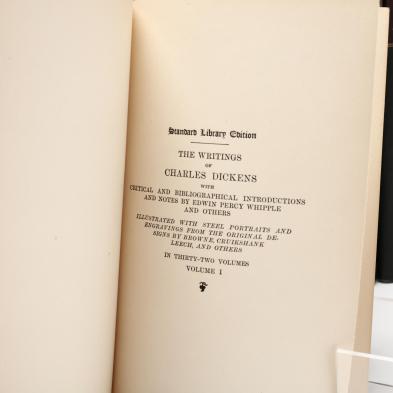 Standard Library Edition
THE WRITINGS
OF
CHARLES DICKENS
WITH
CRITICAL AND BIBLIOGRAPHICAL INTRODUCTIONS
AND NOTES BY EDWIN PERCY WHIPPLE
AND OTHERS
ILLUSTRATED WITH STEEL PORTRAITS AND
ENGRAVINGS FROM THE ORIGINAL DE-
SIGNS BY BROWNE, CRUIKSHANK
LEECH, AND OTHERS
IN THIRTY-TWO VOLUMES
VOLUME I